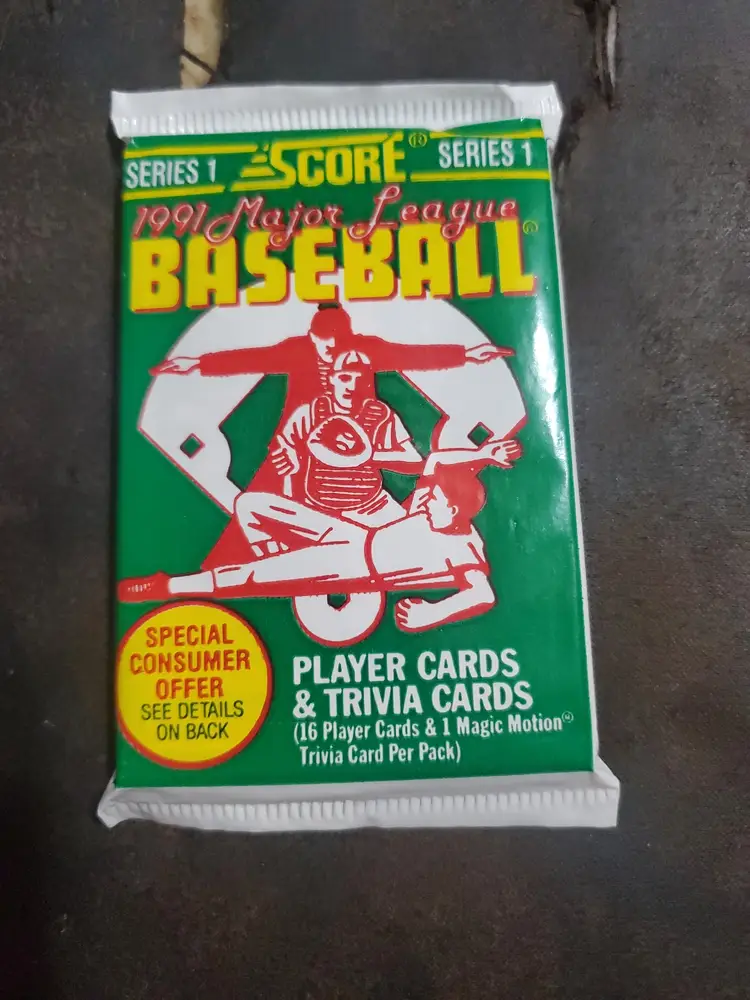 SERIES 1 SCORE® SERIES 1
1991 Major League
BASEBALL®
SPECIAL
CONSUMER
OFFER
SEE DETAILS
ON BACK
PLAYER CARDS
& TRIVIA CARDS
(16 Player Cards & 1 Magic Motion®
Trivia Card Per Pack)